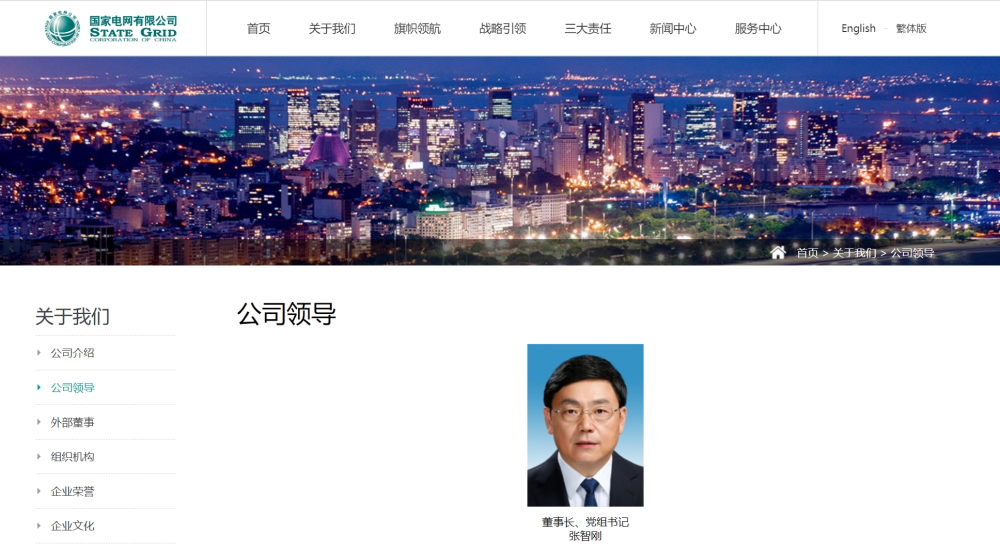 国家电网有限公司
STATE GRID
CORPORATION OF CHINA
首页 关于我们 旗帜领航 战略引领 三大责任 新闻中心 服务中心 English 繁体版
首页 > 关于我们 > 公司领导
关于我们
公司介绍
公司领导
外部董事
组织机构
企业荣誉
企业文化
公司领导
董事长、党组书记
张智刚